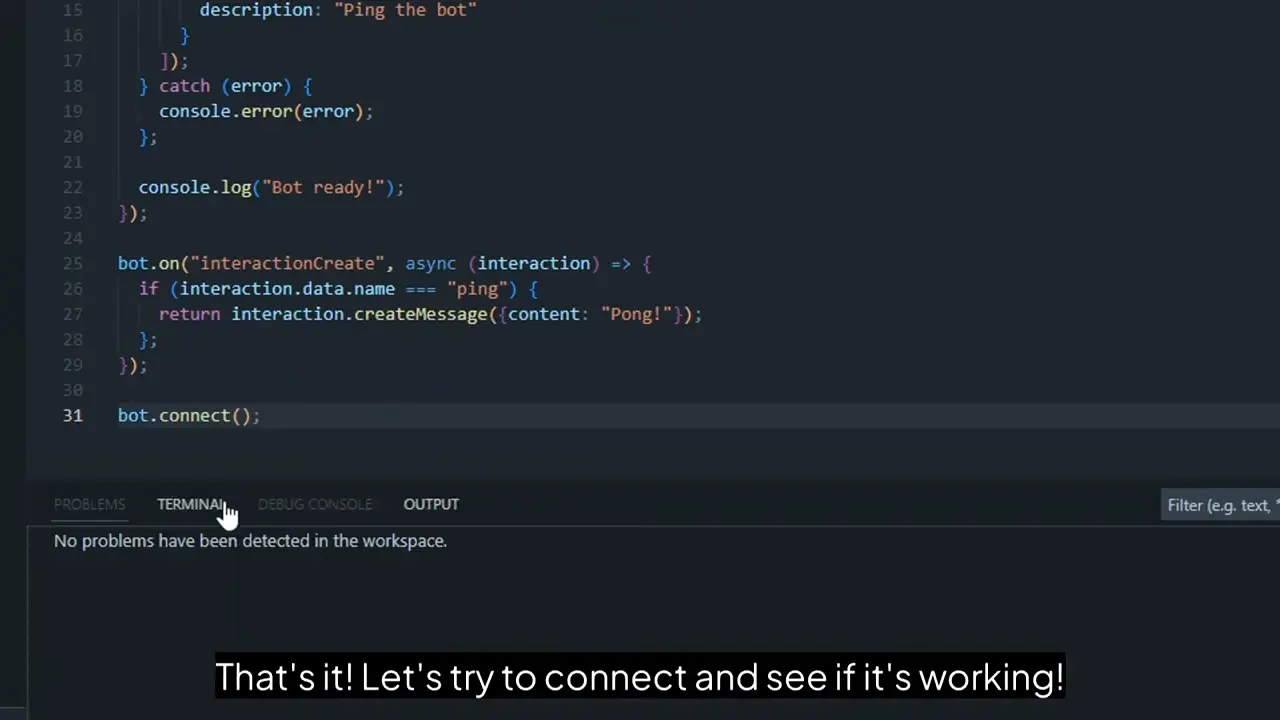 15 description: "Ping the bot"
16 }
17 ]);
18 } catch (error) {
19 console.error(error);
20 };
21
22 console.log("Bot ready!");
23 });
24
25 bot.on("interactionCreate", async (interaction) => {
26 if (interaction.data.name === "ping") {
27 return interaction.createMessage({content: "Pong!"});
28 };
29 });
30
31 bot.connect();
PROBLEMS TERMINAL DEBUG CONSOLE OUTPUT Filter (e.g. text,
No problems have been detected in the workspace.
That's it! Let's try to connect and see if it's working!